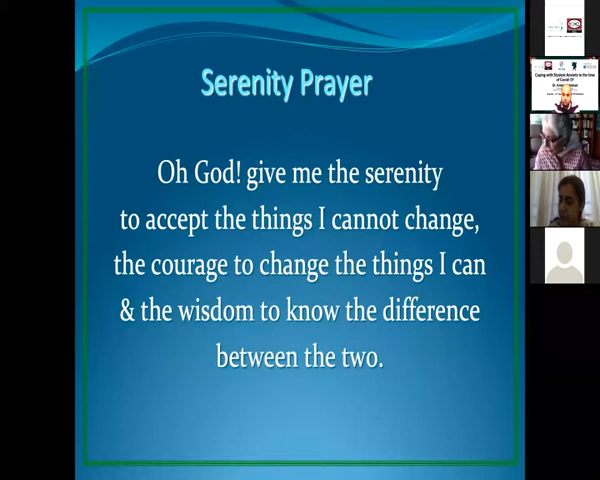 Serenity Prayer
Oh God! give me the serenity
to accept the things I cannot change,
the courage to change the things I can
& the wisdom to know the difference
between the two.
Coping with Student Anxiety in the time
of Covid-19